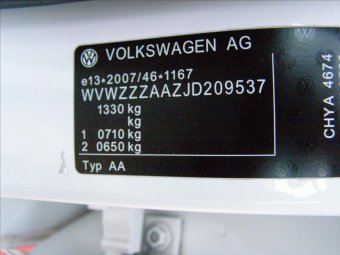 VOLKSWAGEN AG
e13*2007/46*1167
WVWZZZAAZJD209537
1330 kg
kg
1 0710 kg
2 0650 kg
Typ AA
CHYA 4674